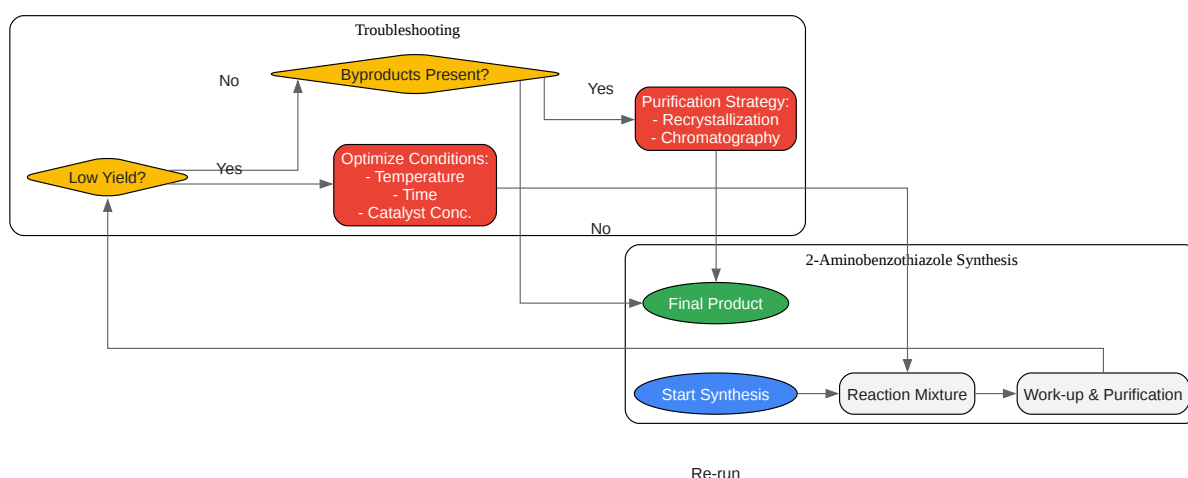 Troubleshooting
Byproducts Present?
No
Yes
Purification Strategy:
- Recrystallization
- Chromatography
Low Yield?
Yes
Optimize Conditions:
- Temperature
- Time
- Catalyst Conc.
No
2-Aminobenzothiazole Synthesis
Final Product
Start Synthesis
Reaction Mixture
Work-up & Purification
Re-run